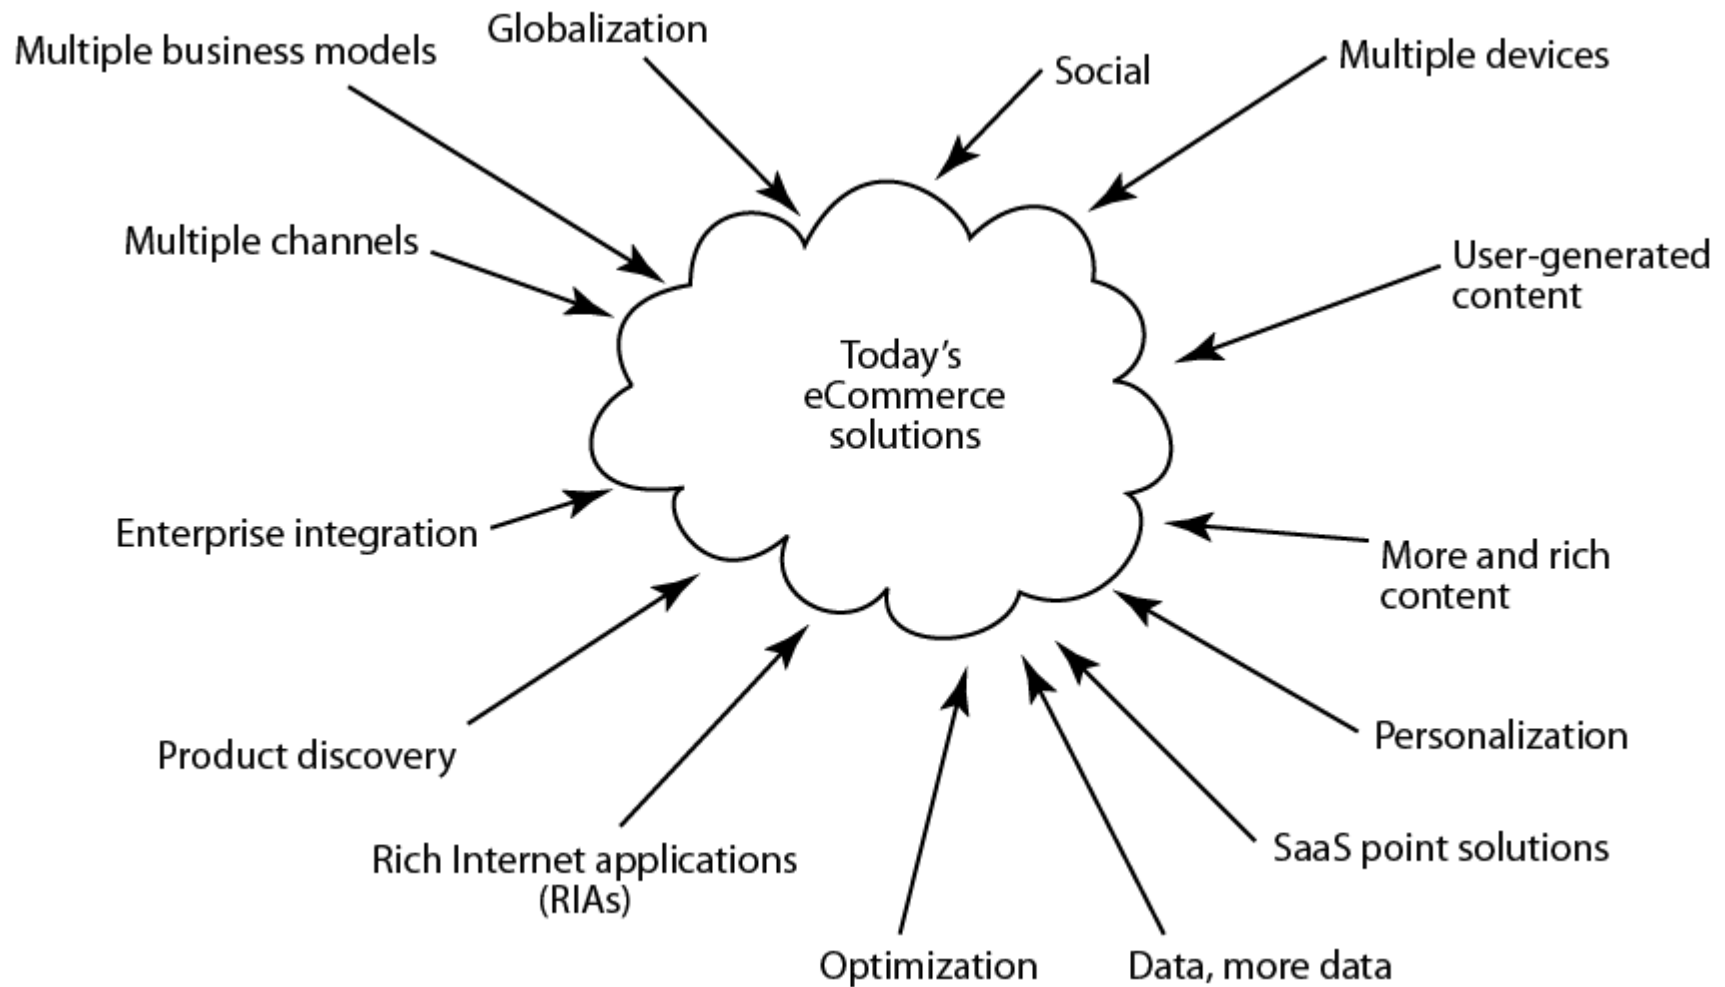 Globalization
Multiple business models
Social
Multiple devices
Multiple channels
User-generated
content
Today’s
eCommerce
solutions
Enterprise integration
More and rich
content
Product discovery
Personalization
Rich Internet applications
(RIAs)
SaaS point solutions
Optimization
Data, more data